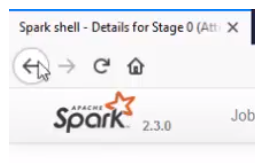 Spark shell - Details for Stage 0 (Att
APACHE
Spark 2.3.0
Job